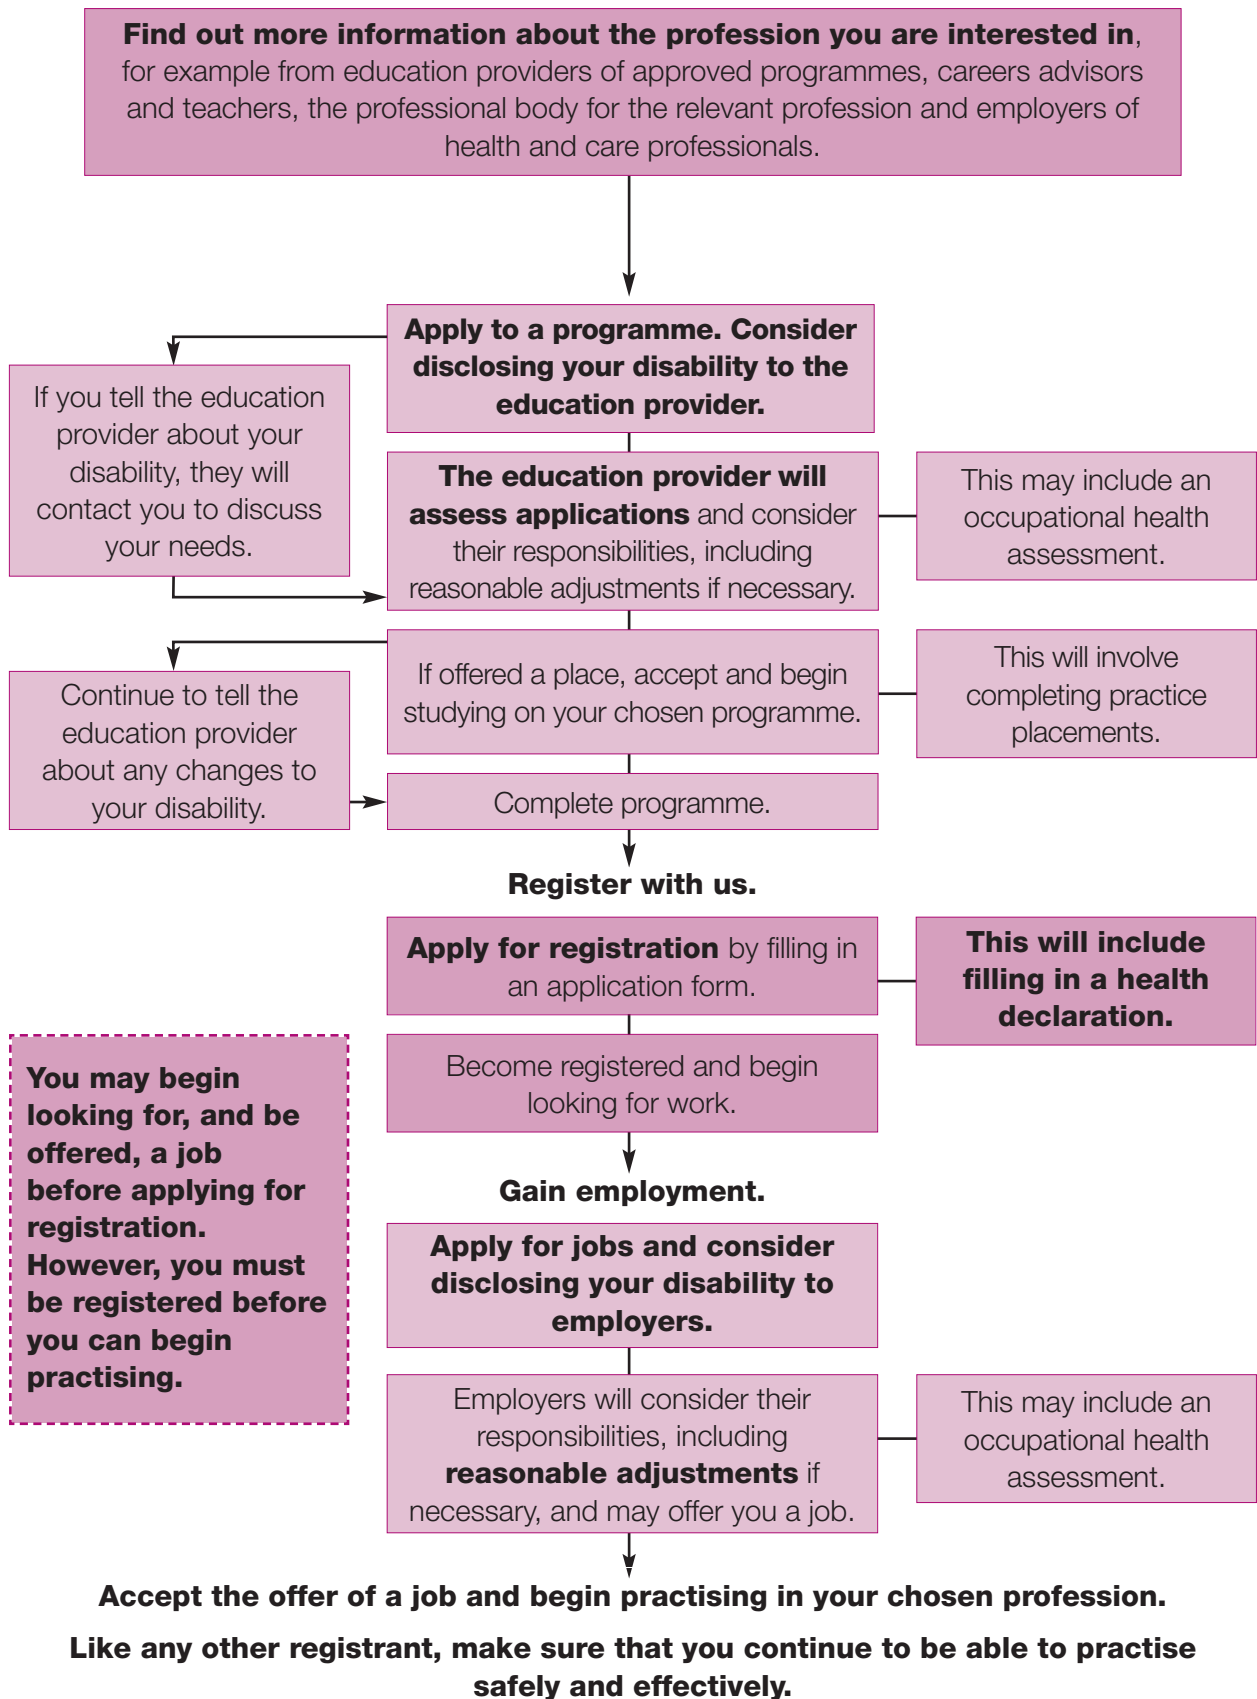 Find out more information about the profession you are interested in,
for example from education providers of approved programmes, careers advisors
and teachers, the professional body for the relevant profession and employers of
health and care professionals.
Apply to a programme. Consider
disclosing your disability to the
education provider.
If you tell the education
provider about your
disability, they will
contact you to discuss
your needs.
The education provider will
assess applications and consider
their responsibilities, including
reasonable adjustments if necessary.
This may include an
occupational health
assessment.
If offered a place, accept and begin
studying on your chosen programme.
This will involve
completing practice
placements.
Continue to tell the
education provider
about any changes to
your disability.
Complete programme.
Register with us.
Apply for registration by filling in
an application form.
This will include
filling in a health
declaration.
Become registered and begin
looking for work.
You may begin
looking for, and be
offered, a job
before applying for
registration.
However, you must
be registered before
you can begin
practising.
Gain employment.
Apply for jobs and consider
disclosing your disability to
employers.
Employers will consider their
responsibilities, including
reasonable adjustments if
necessary, and may offer you a job.
This may include an
occupational health
assessment.
Accept the offer of a job and begin practising in your chosen profession.
Like any other registrant, make sure that you continue to be able to practise
safely and effectively.